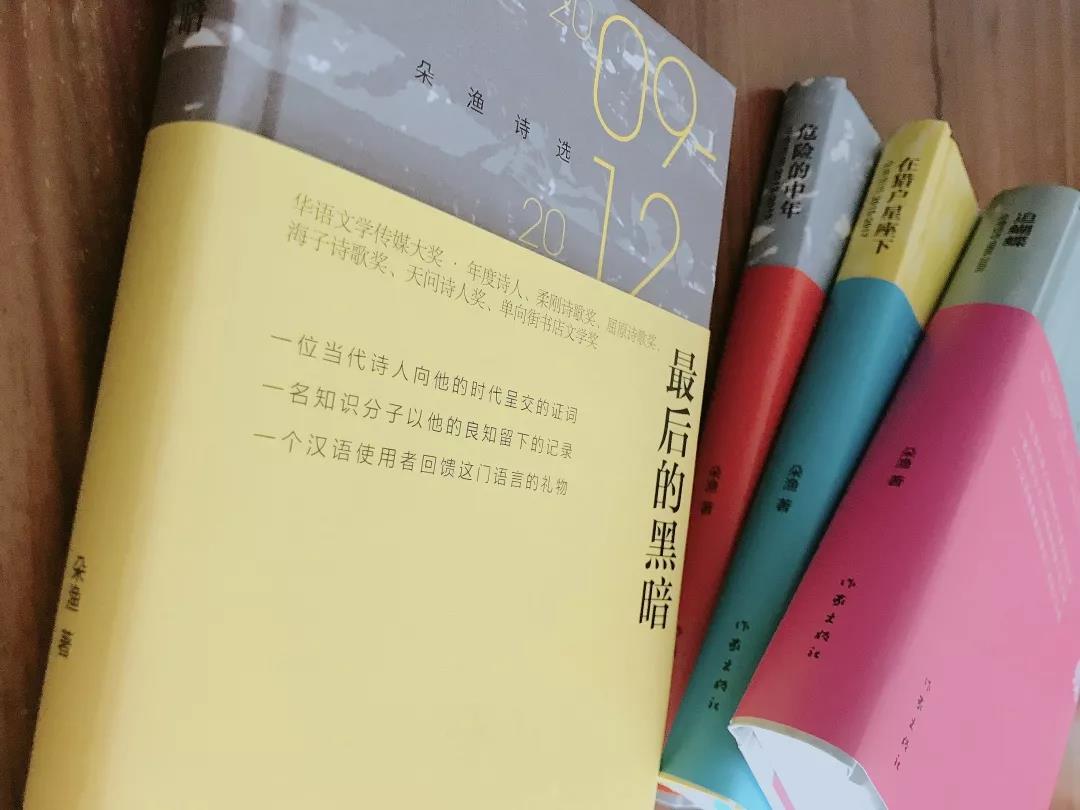 暗
朵渔诗选
2009
2012
华语文学传媒大奖·年度诗人、柔刚诗歌奖、屈原诗歌奖、
海子诗歌奖、天问诗人奖、单向街书店文学奖
一位当代诗人向他的时代呈交的证词
一名知识分子以他的良知留下的记录
一个汉语使用者回馈这门语言的礼物
最后的黑暗
朵渔 著
危险的中年
朵渔 著
在猎户星座下
朵渔 著
作家出版社
追蝴蝶
朵渔 著
作家出版社
作家出版社